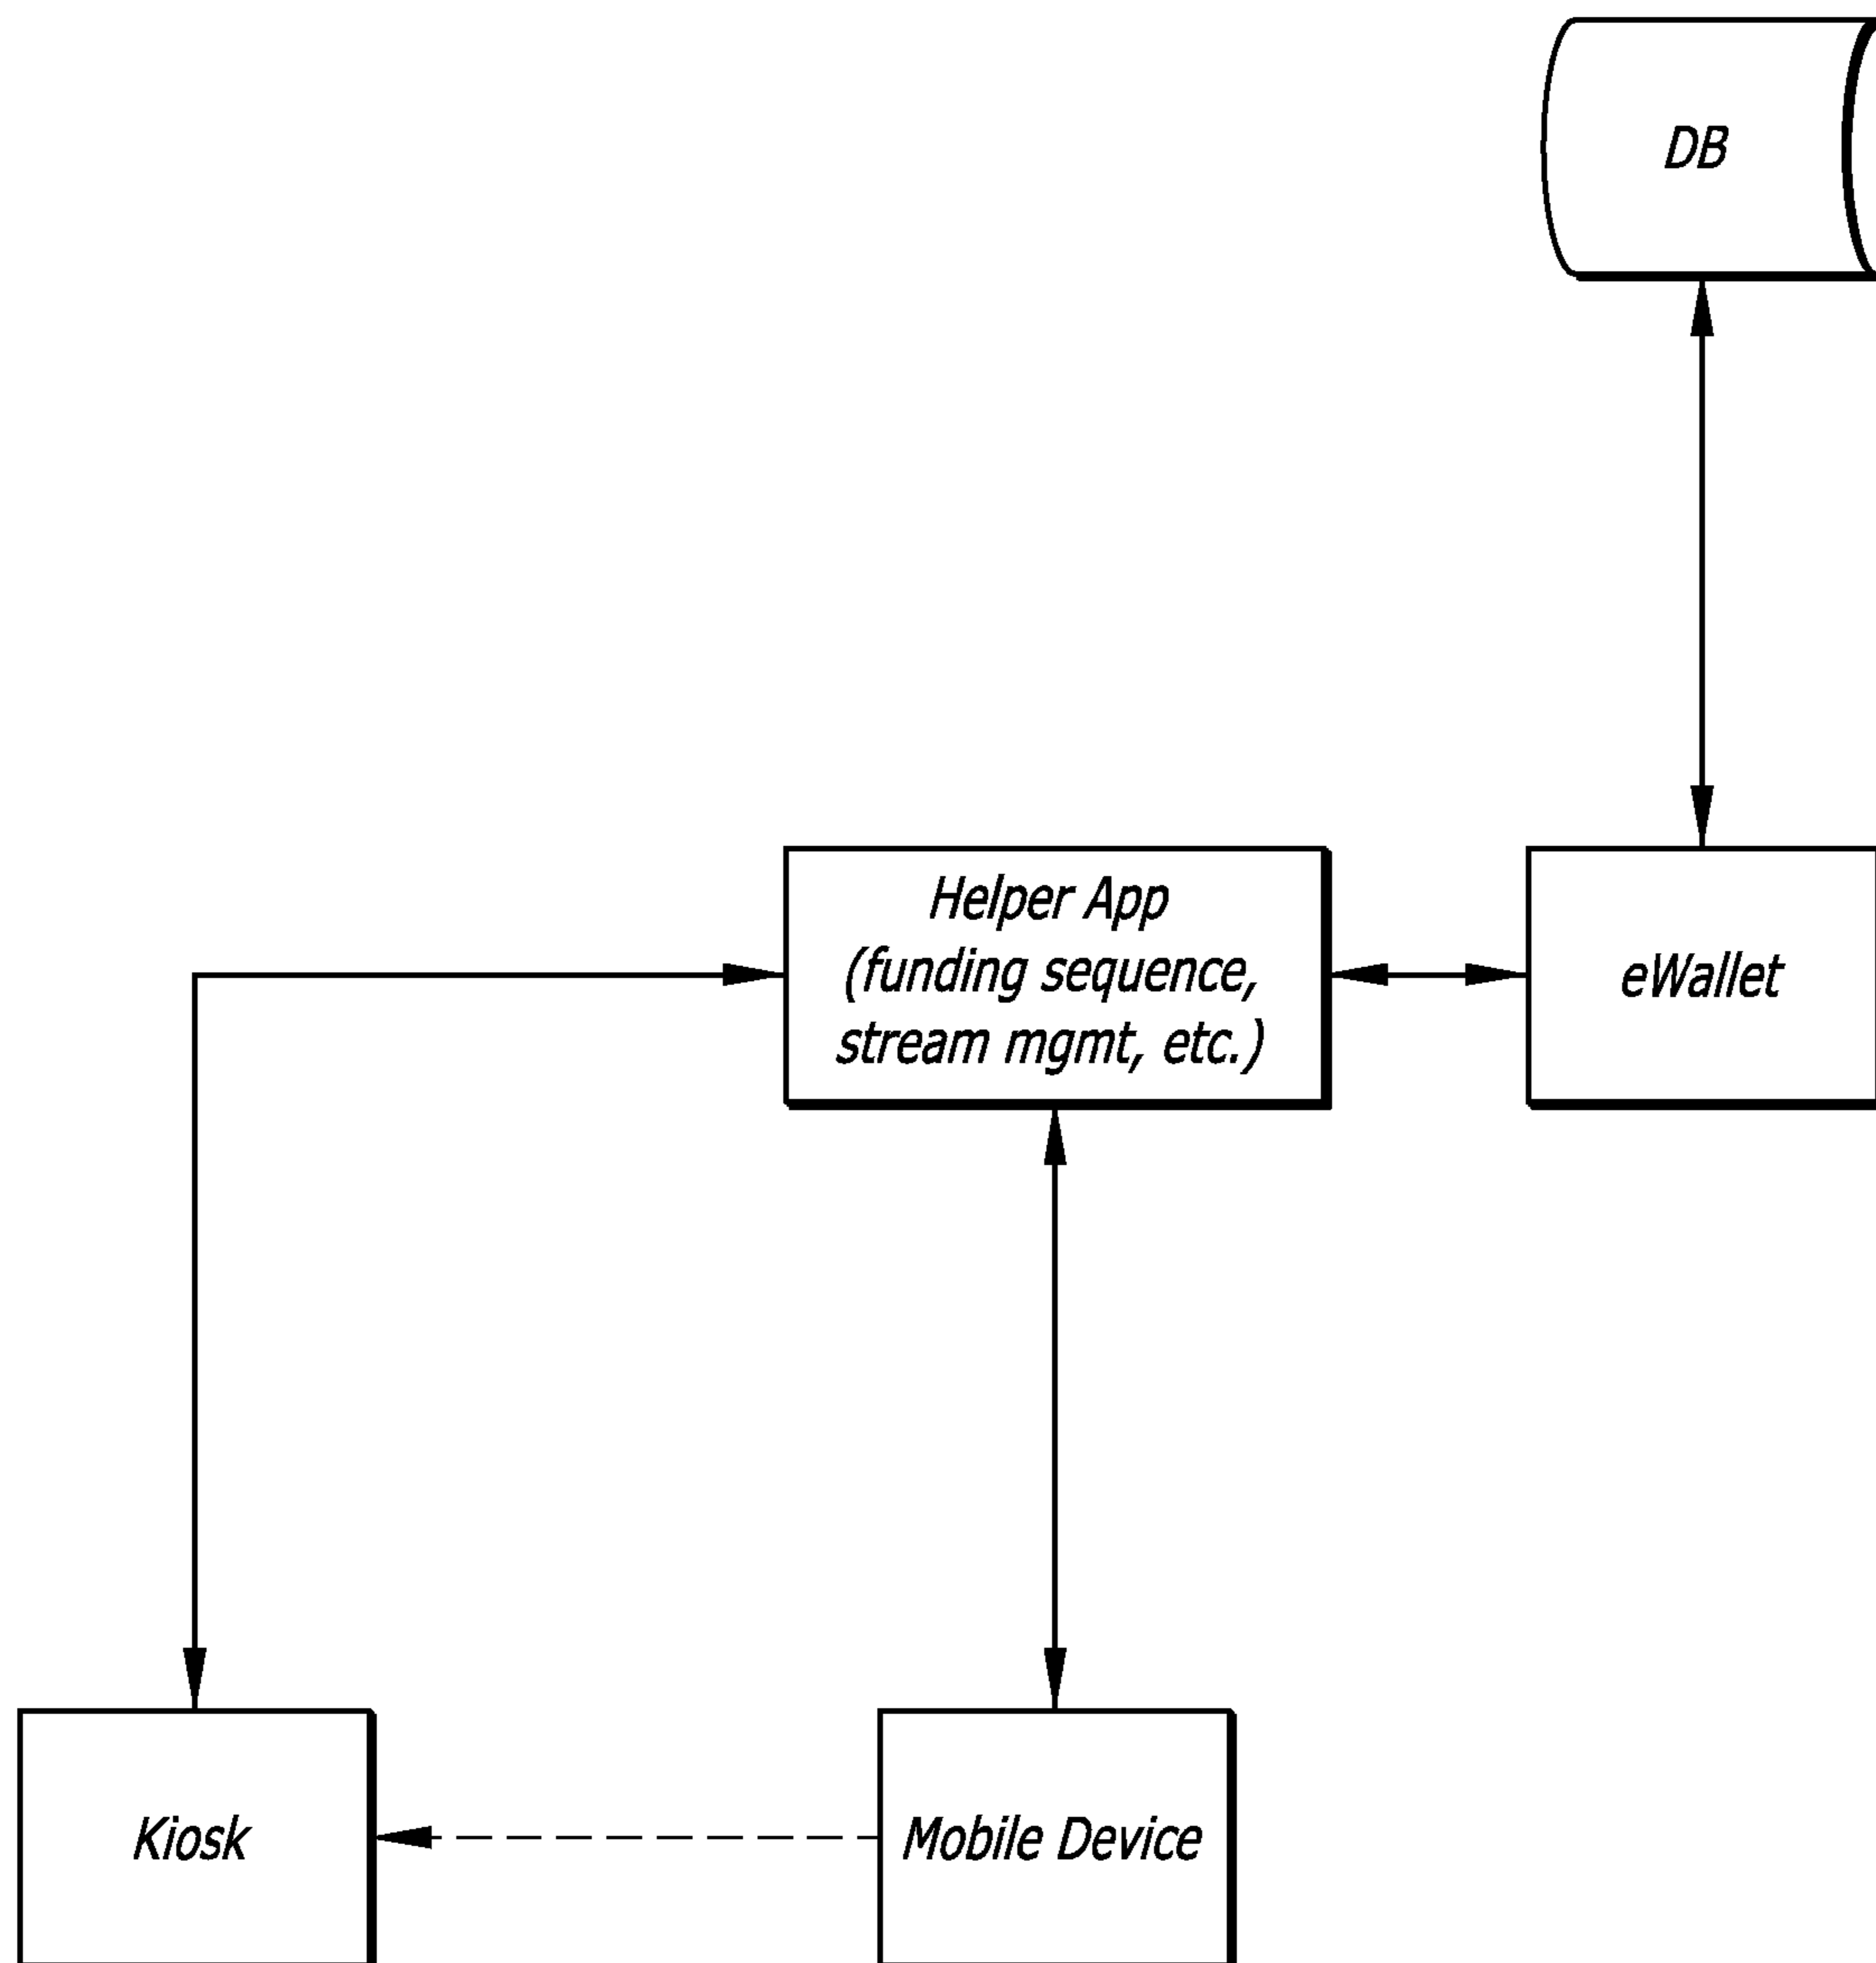 DB
Helper App
(funding sequence,
stream mgmt, etc.)
eWallet
Kiosk
Mobile Device